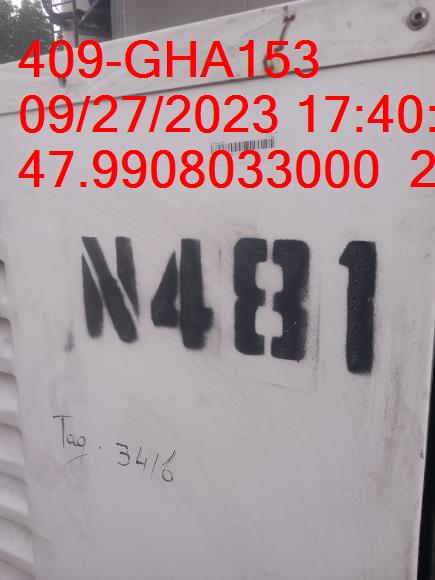 409-GHA153
09/27/2023 17:40:
47.9908033000 2
N481
Tag. 3416